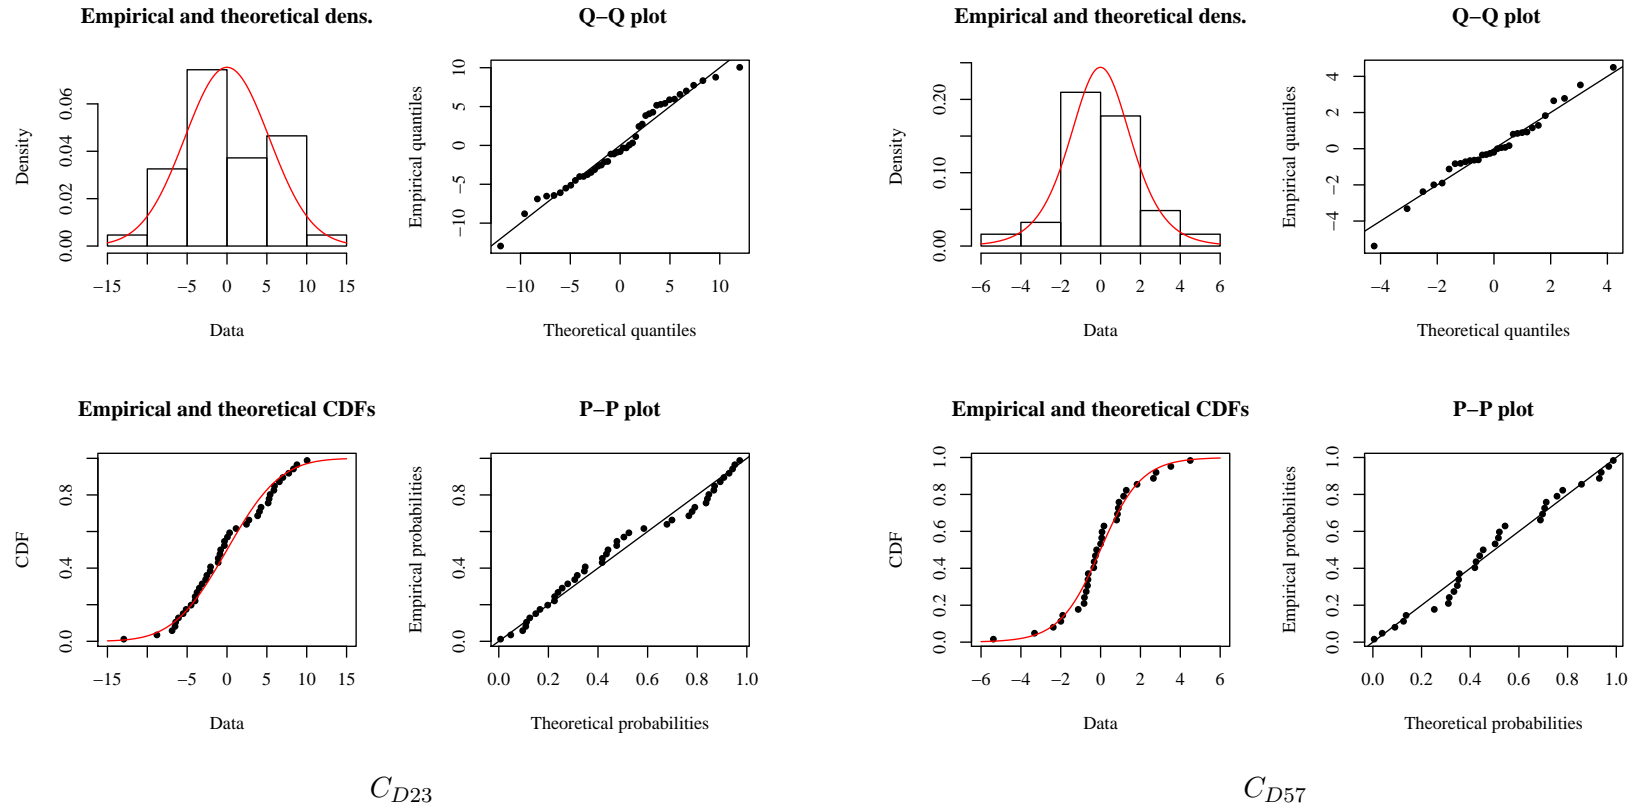 Empirical and theoretical dens.
Density
0.00 0.02 0.04 0.06
−15 −5 0 5 10 15
Data
Q−Q plot
Empirical quantiles
−10 −5 0 5 10
−10 −5 0 5 10
Theoretical quantiles
Empirical and theoretical CDFs
CDF
0.0 0.4 0.8
−15 −5 0 5 10 15
Data
P−P plot
Empirical probabilities
0.0 0.4 0.8
0.0 0.2 0.4 0.6 0.8 1.0
Theoretical probabilities
C_{D23}
Empirical and theoretical dens.
Density
0.00 0.10 0.20
−6 −4 −2 0 2 4 6
Data
Q−Q plot
Empirical quantiles
−4 −2 0 2 4
−4 −2 0 2 4
Theoretical quantiles
Empirical and theoretical CDFs
CDF
0.0 0.2 0.4 0.6 0.8 1.0
−6 −4 −2 0 2 4 6
Data
P−P plot
Empirical probabilities
0.0 0.2 0.4 0.6 0.8 1.0
0.0 0.2 0.4 0.6 0.8 1.0
Theoretical probabilities
C_{D57}